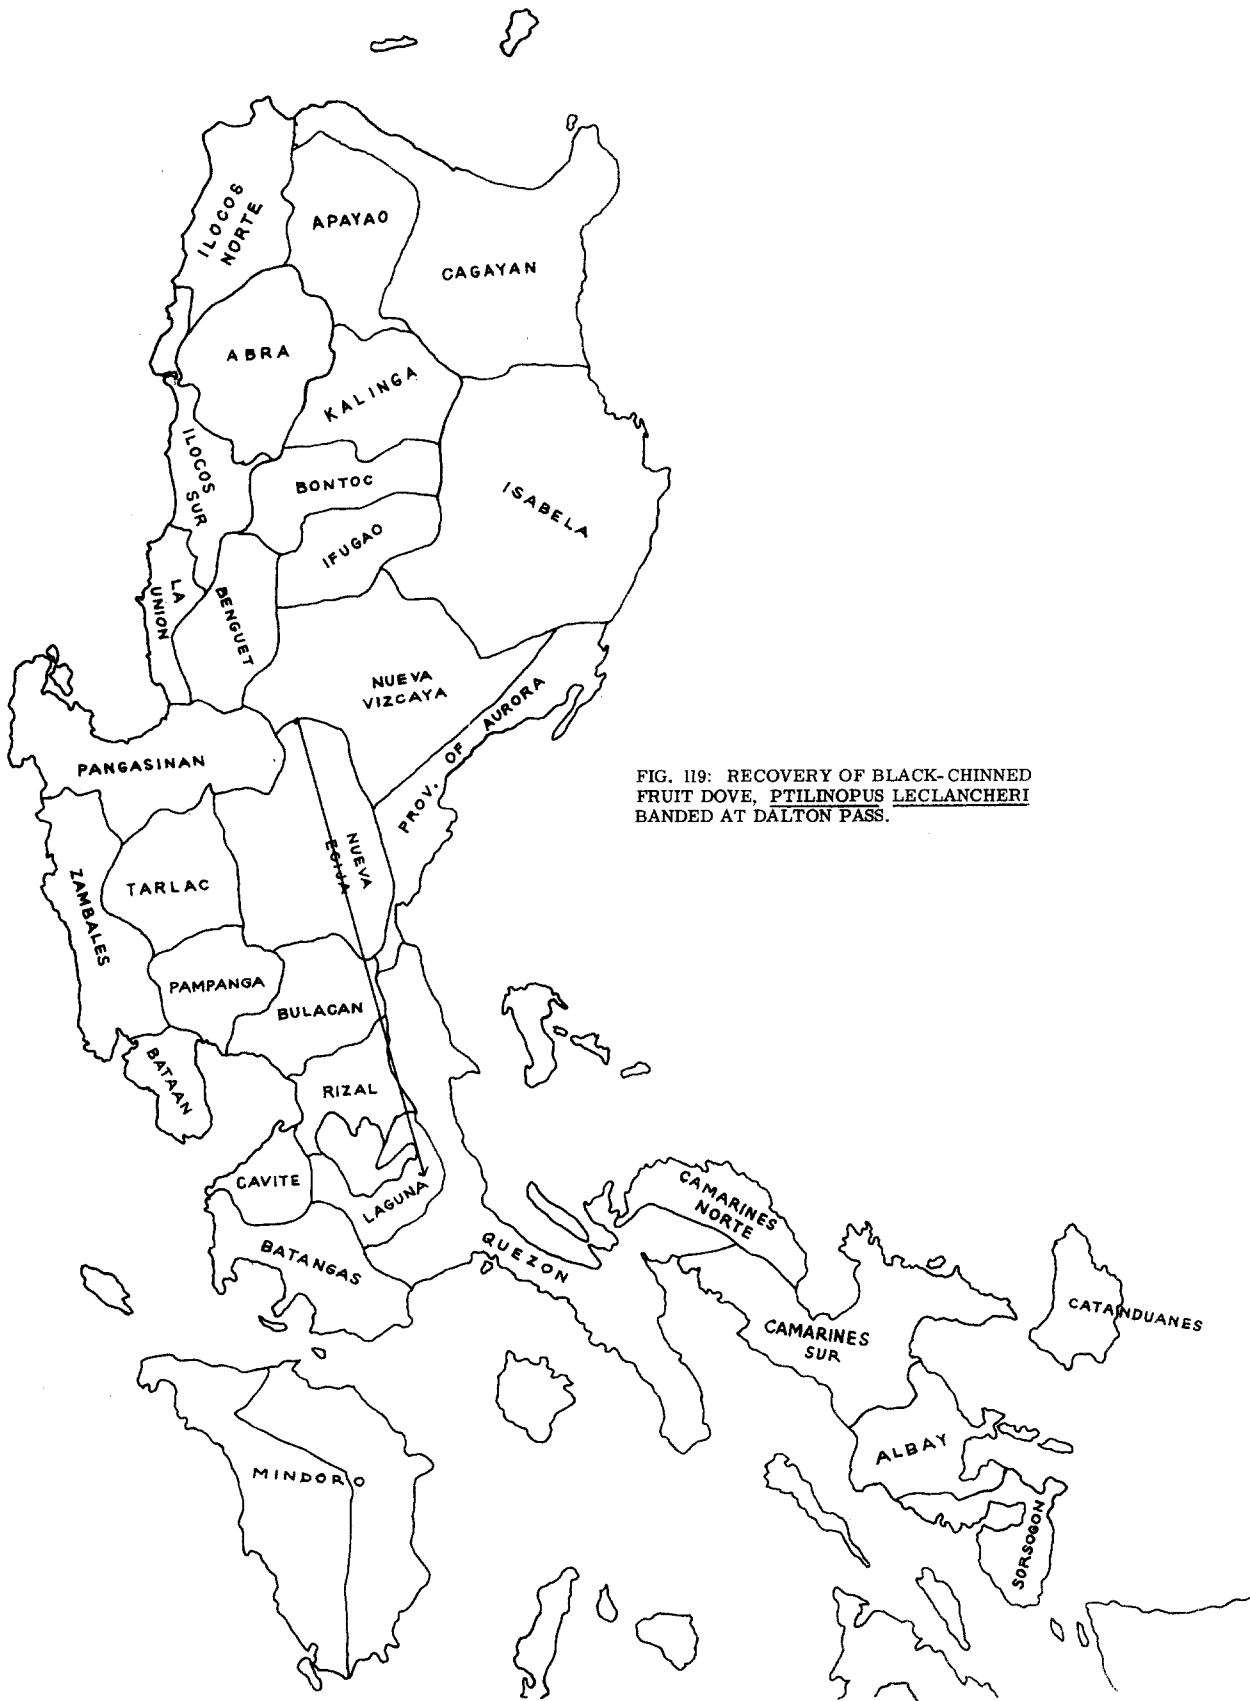 ILOCOS
NORTE
APAYAO
CAGAYAN
ABRA
KALINGA
ILOCOS
SUR
BONTOC
ISABELA
IFUGAO
LA
UNION
BENGUET
NUEVA
VIZCAYA
PROV. OF AURORA
PANGASINAN
FIG. 119: RECOVERY OF BLACK-CHINNED
FRUIT DOVE, PTILINOPUS LECLANCHERI
BANDED AT DALTON PASS.
NUEVA
ECIJA
ZAMBALES
TARLAC
PAMPANGA
BULACAN
BATAAN
RIZAL
CAVITE
LAGUNA
CAMARINES
NORTE
BATANGAS
QUEZON
CATANDUANES
CAMARINES
SUR
ALBAY
MINDORO
SORSOGON